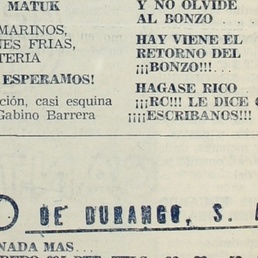 MATUK
MARINOS,
NES FRIAS,
TERIA
ESPERAMOS!
ción, casi esquina
Gabino Barrera
Y NO OLVIDE
AL BONZO
HAY VIENE EL
RETORNO DEL
¡¡¡BONZO!!!...
HAGASE RICO
¡¡RO!!! LE DICE
¡¡¡¡ESCRIBANOS!!!
DE DURANGO, S.
NADA MAS...